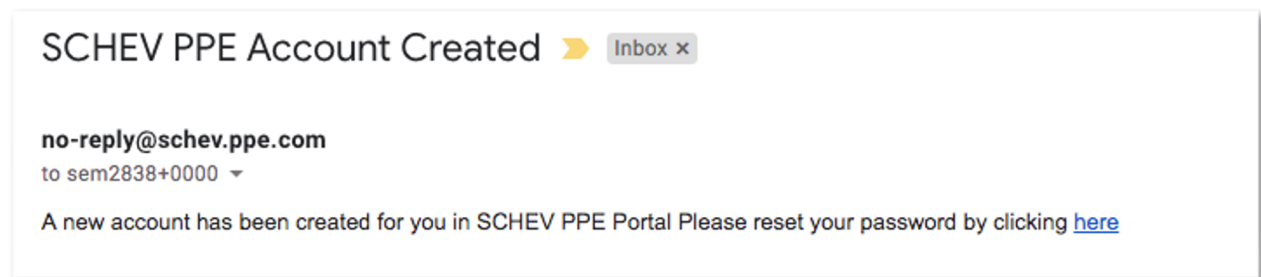 SCHEV PPE Account Created Inbox ×
no-reply@schev.ppe.com
to sem2838+0000
A new account has been created for you in SCHEV PPE Portal Please reset your password by clicking here